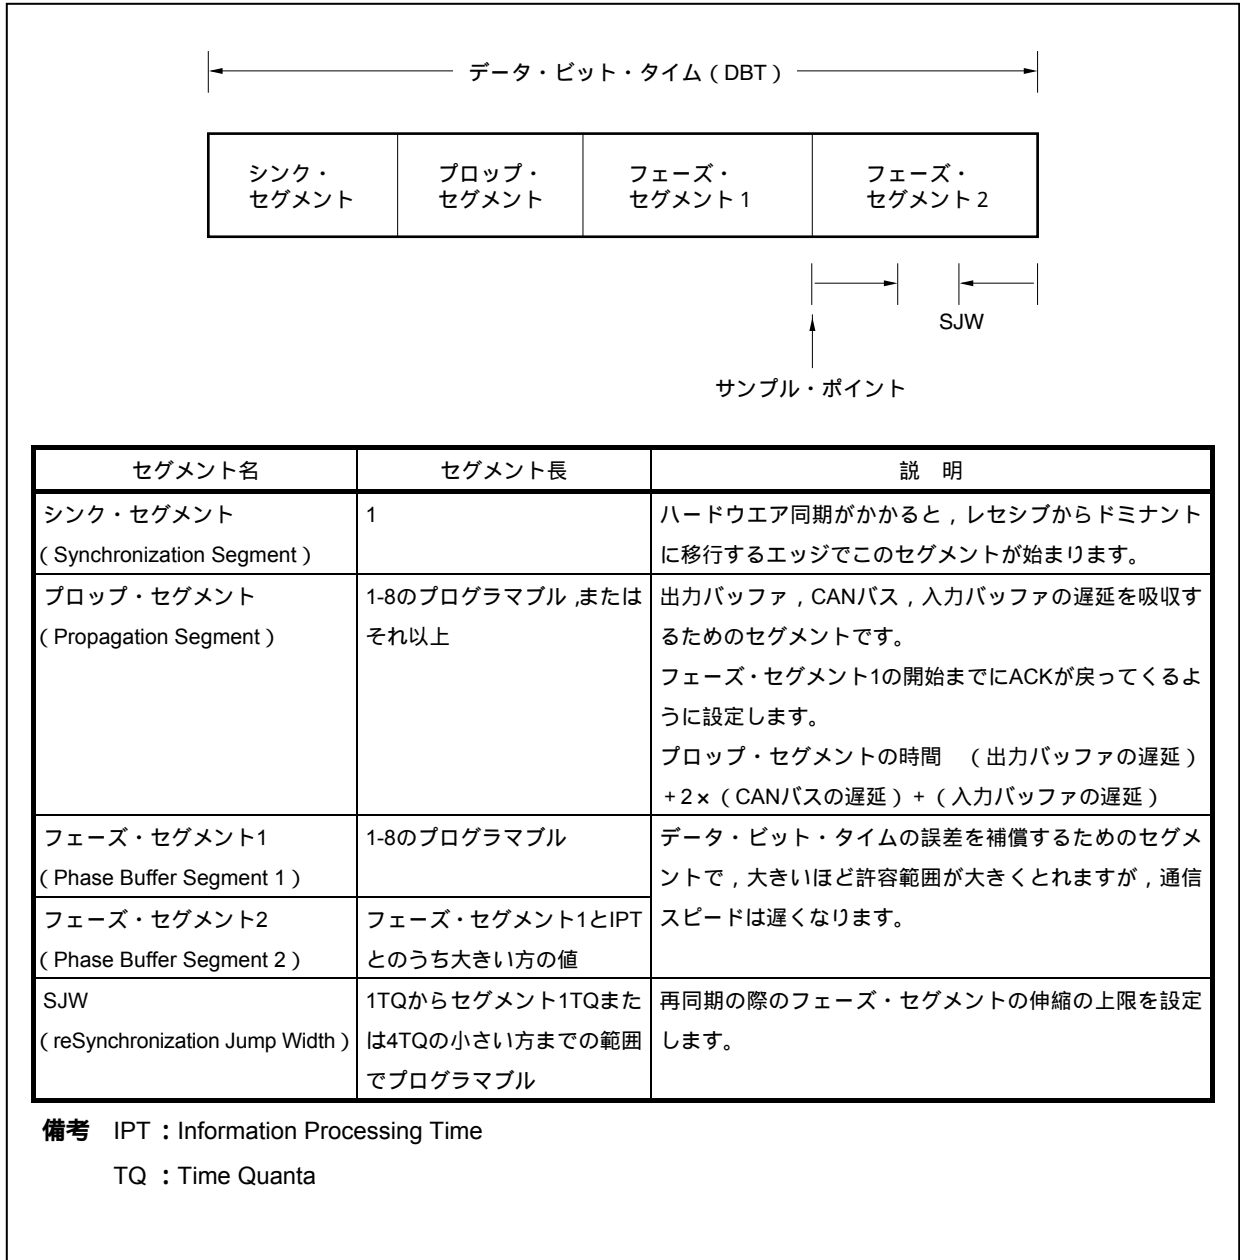 データ・ビット・タイム（DBT）
シンク・
セグメント
プロップ・
セグメント
フェーズ・
セグメント1
フェーズ・
セグメント2
SJW
サンプル・ポイント
セグメント名
セグメント長
説　明
シンク・セグメント
（Synchronization Segment）
1
ハードウエア同期がかかると，レセシブからドミナント
に移行するエッジでこのセグメントが始まります。
プロップ・セグメント
（Propagation Segment）
1-8のプログラマブル，または
それ以上
出力バッファ，CANバス，入力バッファの遅延を吸収す
るためのセグメントです。
フェーズ・セグメント1の開始までにACKが戻ってくるよ
うに設定します。
プロップ・セグメントの時間　（出力バッファの遅延）
+2×（CANバスの遅延）+（入力バッファの遅延）
フェーズ・セグメント1
（Phase Buffer Segment 1）
1-8のプログラマブル
データ・ビット・タイムの誤差を補償するためのセグメ
ントで，大きいほど許容範囲が大きくとれますが，通信
スピードは遅くなります。
フェーズ・セグメント2
（Phase Buffer Segment 2）
フェーズ・セグメント1とIPT
とのうち大きい方の値
SJW
（reSynchronization Jump Width）
1TQからセグメント1TQまた
は4TQの小さい方までの範囲
でプログラマブル
再同期の際のフェーズ・セグメントの伸縮の上限を設定
します。
備考　IPT：Information Processing Time
TQ：Time Quanta